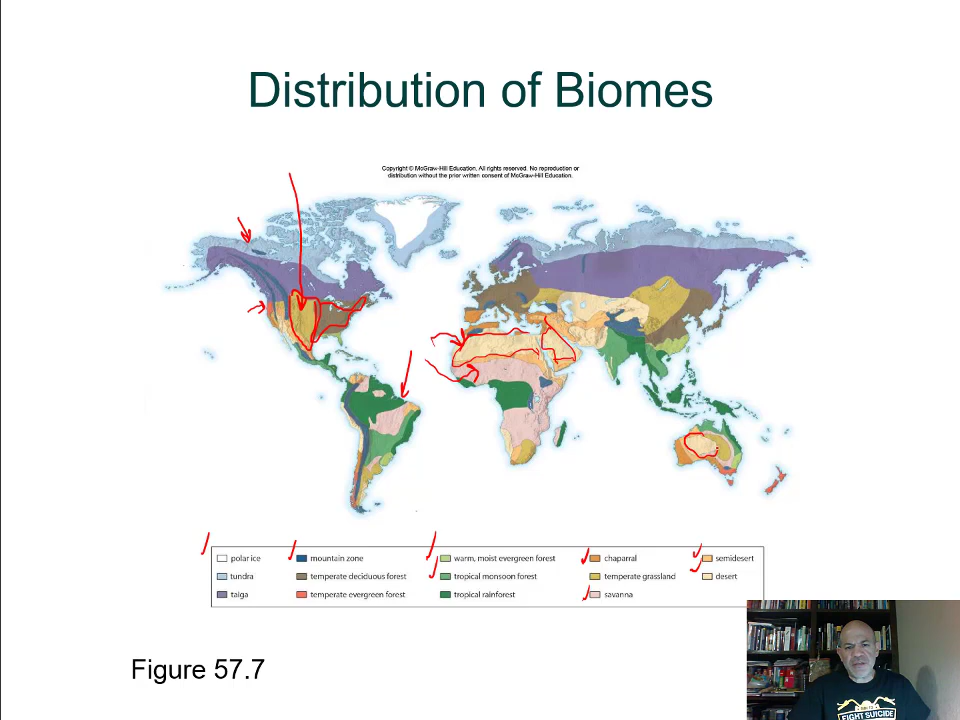 Distribution of Biomes
Copyright © McGraw-Hill Education. All rights reserved. No reproduction or
distribution without the prior written consent of McGraw-Hill Education.
polar ice
mountain zone
warm, moist evergreen forest
chaparral
semidesert
tundra
temperate deciduous forest
tropical monsoon forest
temperate grassland
desert
taiga
temperate evergreen forest
tropical rainforest
savanna
Figure 57.7
FIGHT SUICIDE